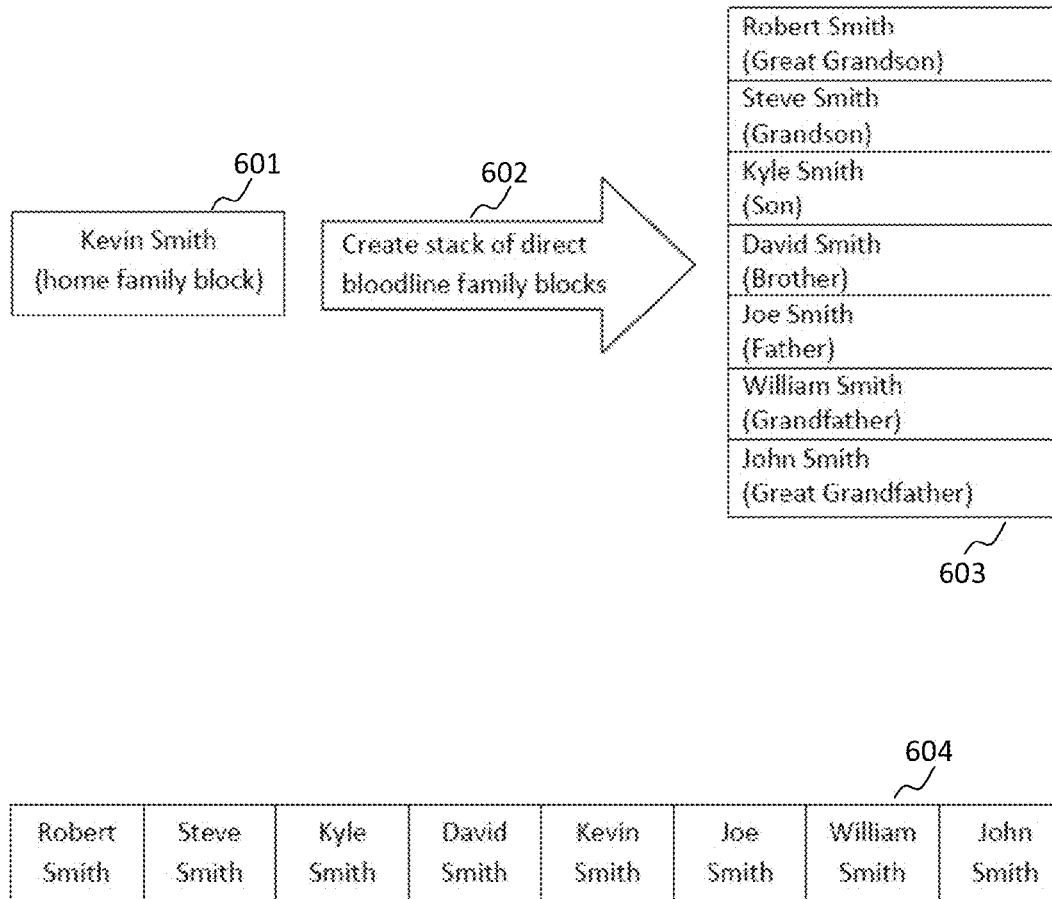 601
Kevin Smith
(home family block)
602
Create stack of direct
bloodline family blocks
Robert Smith
(Great Grandson)
Steve Smith
(Grandson)
Kyle Smith
(Son)
David Smith
(Brother)
Joe Smith
(Father)
William Smith
(Grandfather)
John Smith
(Great Grandfather)
603
604
Robert
Smith
Steve
Smith
Kyle
Smith
David
Smith
Kevin
Smith
Joe
Smith
William
Smith
John
Smith